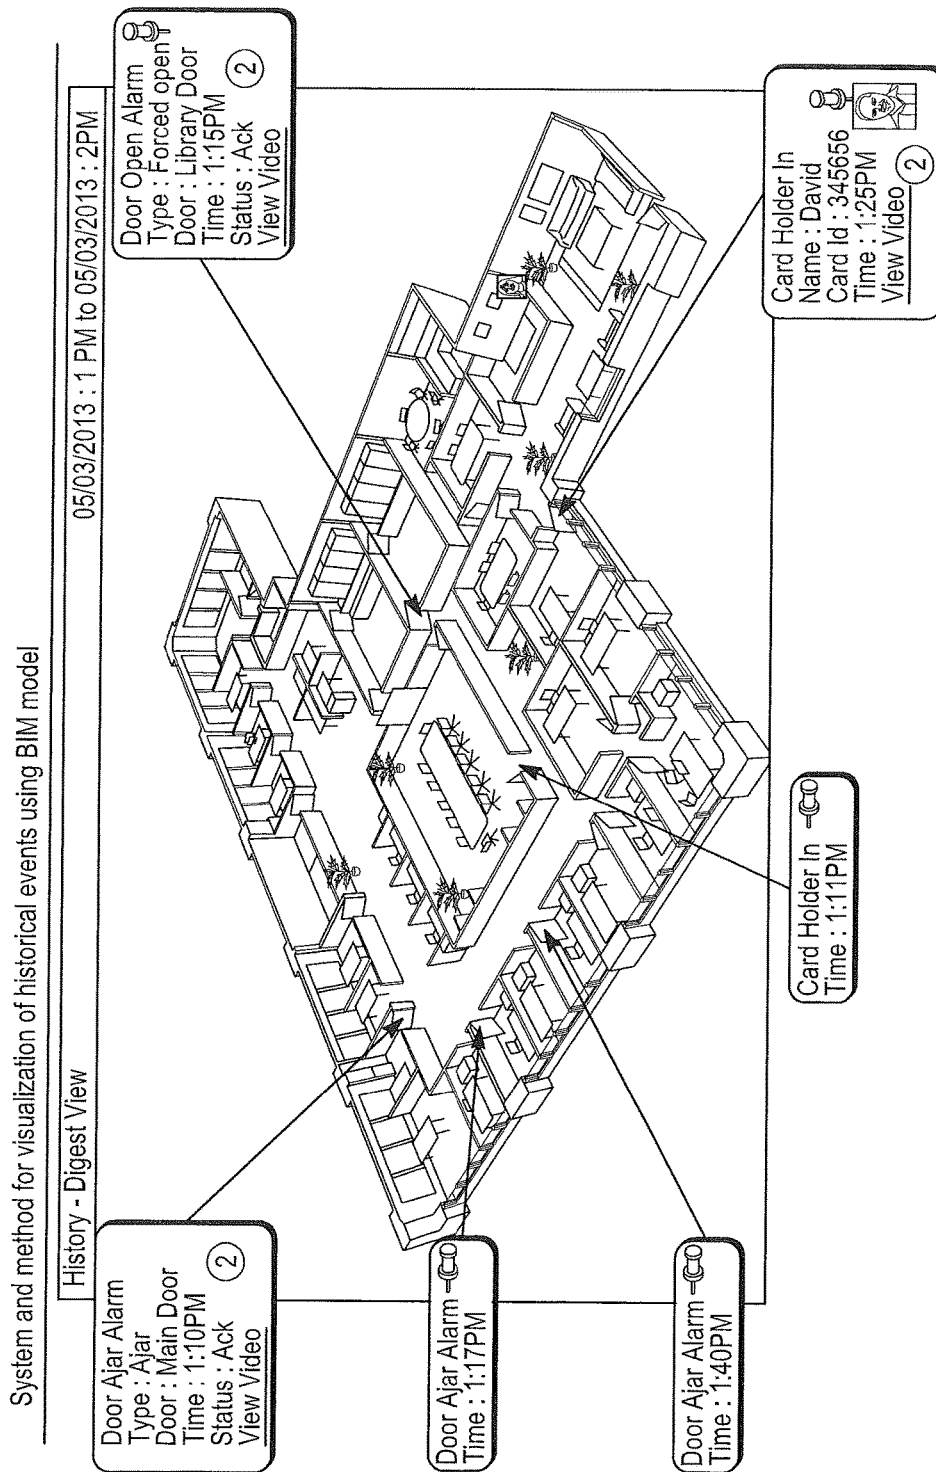 System and method for visualization of historical events using BIM model
History - Digest View
05/03/2013 : 1 PM to 05/03/2013 : 2PM
Door Ajar Alarm
Type : Ajar
Door : Main Door
Time : 1:10PM
Status : Ack
View Video
2
Door Open Alarm
Type : Forced open
Door : Library Door
Time : 1:15PM
Status : Ack
View Video
2
Door Ajar Alarm
Time : 1:17PM
Door Ajar Alarm
Time : 1:40PM
Card Holder In
Time : 1:11PM
Card Holder In
Name : David
Card Id : 345656
Time : 1:25PM
View Video
2